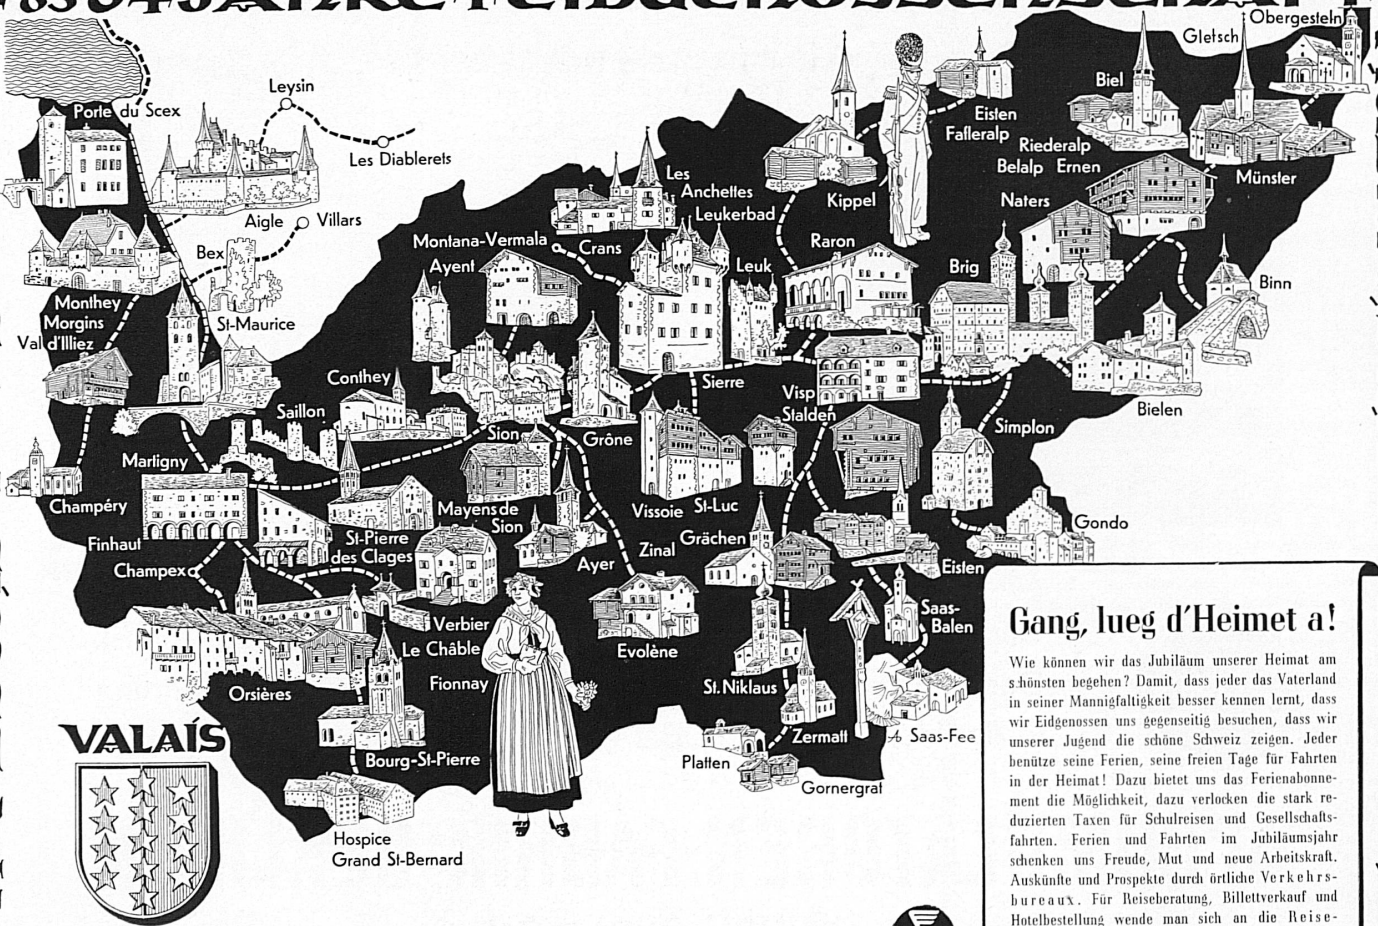 Obergesteln
Gletsch
Leysin
Biel
Porte du Scex
Eisten
Fafleralp
Les Diablerets
Riederalp
Belalp Ernen
Les
Anchettes
Münster
Kippel
Naters
Leukerbad
Aigle
Villars
Montana-Vermala
Crans
Raron
Bex
Ayent
Leuk
Brig
Binn
Monthey
Morgins
St-Maurice
Val d'Illiez
Conthey
Sierre
Visp
Stalden
Bielen
Saillon
Sion
Grône
Simplon
Martigny
Champéry
Mayens de
Sion
Vissoie
St-Luc
Gondo
Finhaut
St-Pierre
des Clages
Zinal
Grächen
Champex
Ayer
Eisten
Verbier
Saas-
Balen
Le Châble
Evolène
Fionnay
St. Niklaus
Orsières
Zermatt
Saas-Fee
VALAIS
Bourg-St-Pierre
Platten
Gornergrat
Hospice
Grand St-Bernard
Gang, lueg d'Heimet a!
Wie können wir das Jubiläum unserer Heimat am
schönsten begehen? Damit, dass jeder das Vaterland
in seiner Mannigfaltigkeit besser kennen lernt, dass
wir Eidgenossen uns gegenseitig besuchen, dass wir
unserer Jugend die schöne Schweiz zeigen. Jeder
benütze seine Ferien, seine freien Tage für Fahrten
in der Heimat! Dazu bietet uns das Ferienabonne-
ment die Möglichkeit, dazu verlocken die stark re-
duzierten Taxen für Schulreisen und Gesellschafts-
fahrten. Ferien und Fahrten im Jubiläumsjahr
schenken uns Freude, Mut und neue Arbeitskraft.
Auskünfte und Prospekte durch örtliche Verkehrs-
bureaux. Für Reiseberatung, Billettverkauf und
Hotelbestellung wende man sich an die Reise-